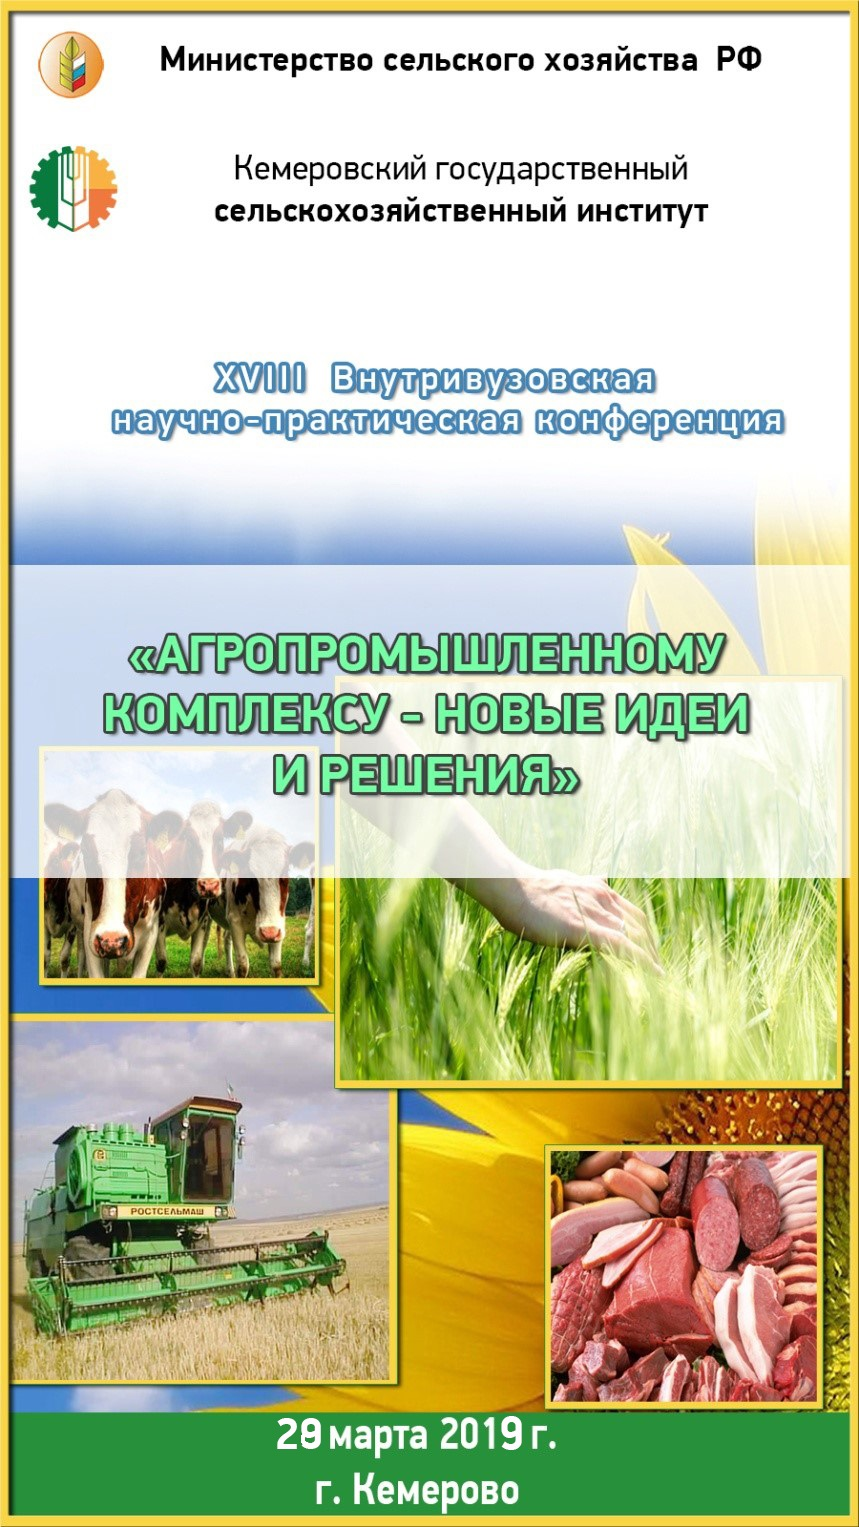 Министерство сельского хозяйства РФ
Кемеровский государственный
сельскохозяйственный институт
XVIII Внутривузовская
научно-практическая конференция
«АГРОПРОМЫШЛЕННОМУ
КОМПЛЕКСУ - НОВЫЕ ИДЕИ
И РЕШЕНИЯ»
РОСТСЕЛЬМАШ
марта 2019 г.
г. Кемерово